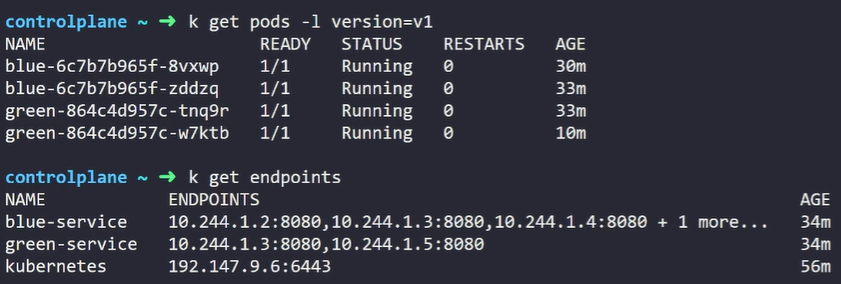 controlplane ~ ➜ k get pods -l version=v1
NAME READY STATUS RESTARTS AGE
blue-6c7b7b965f-8vxwp 1/1 Running 0 30m
blue-6c7b7b965f-zddzq 1/1 Running 0 33m
green-864c4d957c-tnq9r 1/1 Running 0 33m
green-864c4d957c-w7ktb 1/1 Running 0 10m
controlplane ~ ➜ k get endpoints
NAME ENDPOINTS AGE
blue-service 10.244.1.2:8080,10.244.1.3:8080,10.244.1.4:8080 + 1 more... 34m
green-service 10.244.1.3:8080,10.244.1.5:8080 34m
kubernetes 192.147.9.6:6443 56m